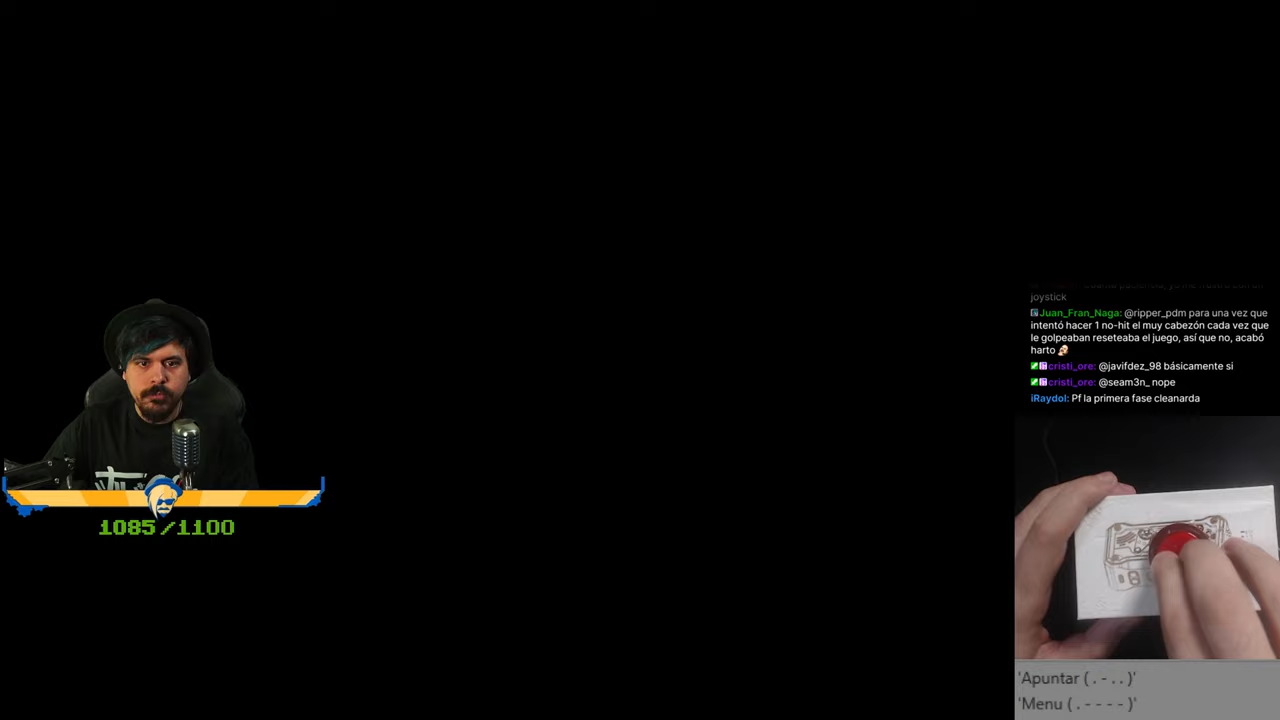 joystick
Juan_Fran_Naga: @ripper_pdm para una vez que
intentó hacer 1 no-hit el muy cabezón cada vez que
le golpeaban reseteaba el juego, así que no, acabó
harto
cristi_ore: @javifdez_98 básicamente si
cristi_ore: @seam3n_ nope
iRaydol: Pf la primera fase cleanarda
1085/1100
'Apuntar ( . - . . )'
'Menu ( . - - - - )'